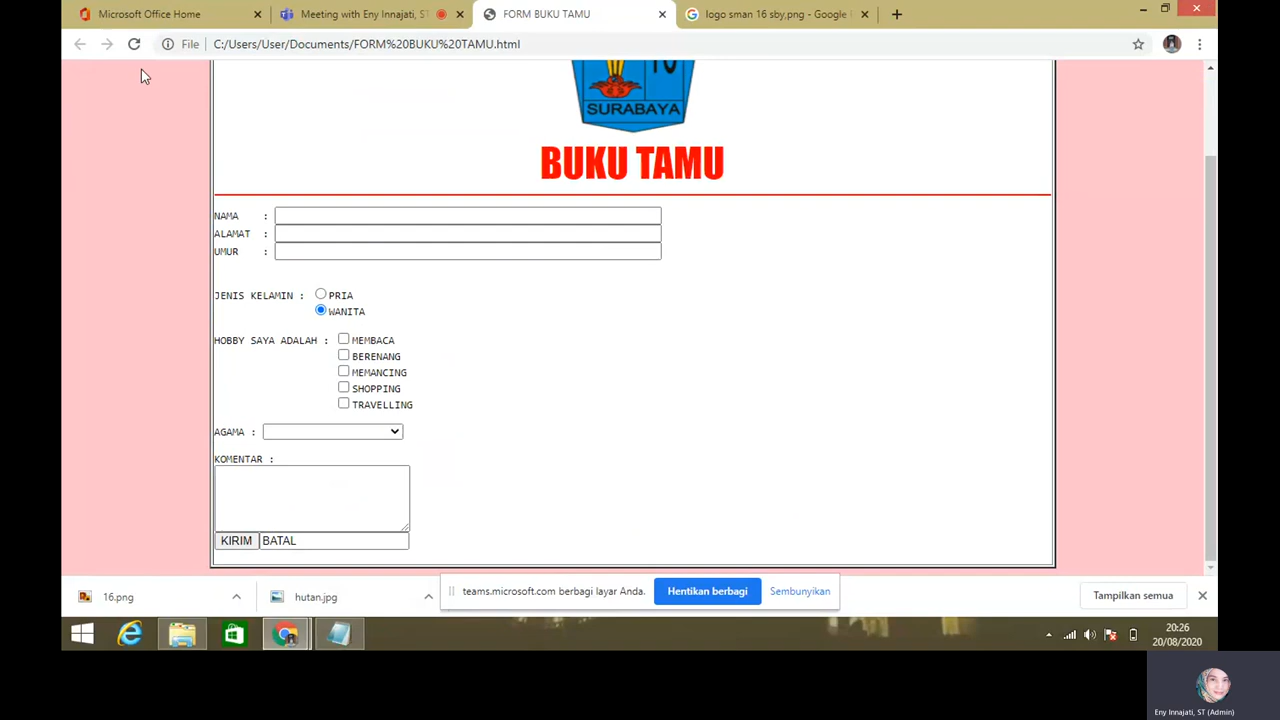 Microsoft Office Home
Meeting with Eny Innajati, ST
FORM BUKU TAMU
logo sman 16 sby,png - Google
File
C:/Users/User/Documents/FORM%20BUKU%20TAMU.html
16
SURABAYA
BUKU TAMU
NAMA :
ALAMAT :
UMUR :
JENIS KELAMIN : PRIA
WANITA
HOBBY SAYA ADALAH : MEMBACA
BERENANG
MEMANCING
SHOPPING
TRAVELLING
AGAMA :
KOMENTAR :
KIRIM BATAL
16.png
hutan.jpg
teams.microsoft.com berbagi layar Anda.
Hentikan berbagi
Sembunyikan
Tampilkan semua
20:26
20/08/2020
Eny Innajati, ST (Admin)